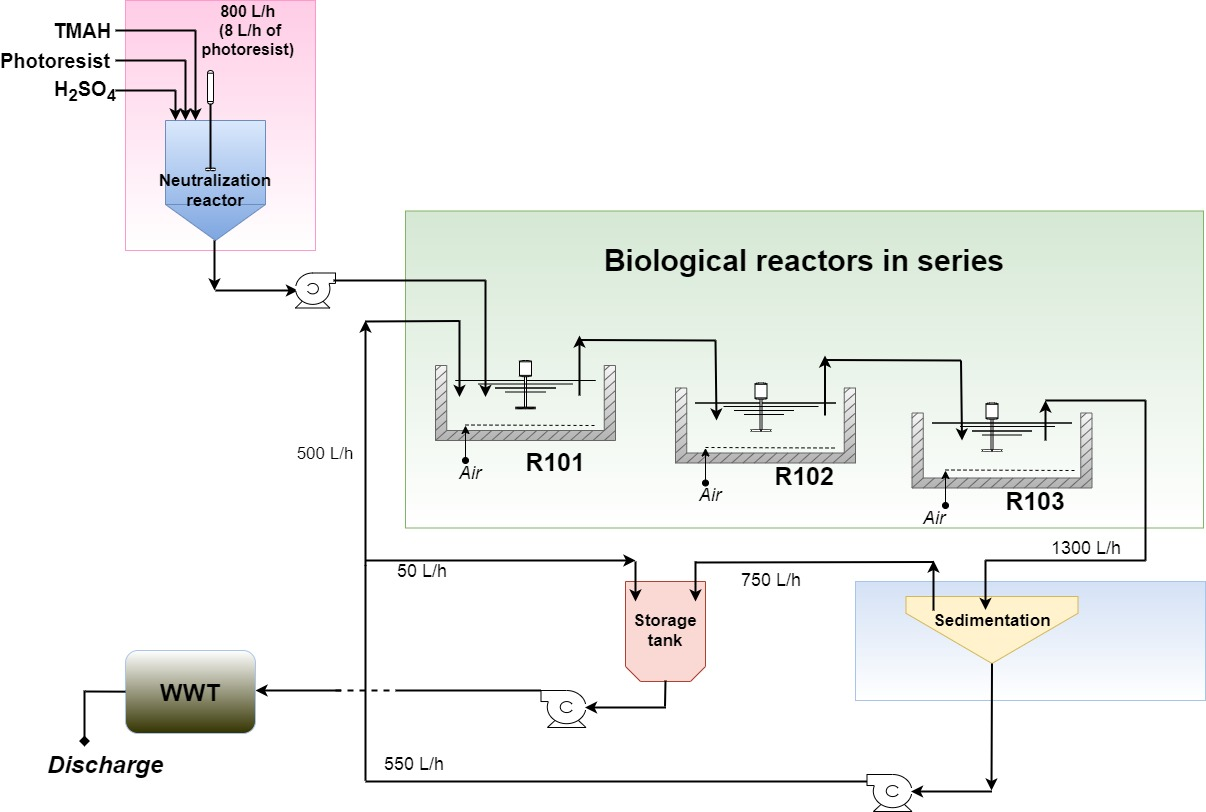 800 L/h
(8 L/h of
photoresist)
TMAH
Photoresist
H₂SO₄
Neutralization
reactor
C
Biological reactors in series
Air
R101
Air
R102
Air
R103
500 L/h
50 L/h
750 L/h
1300 L/h
Storage
tank
Sedimentation
WWT
C
Discharge
550 L/h
C